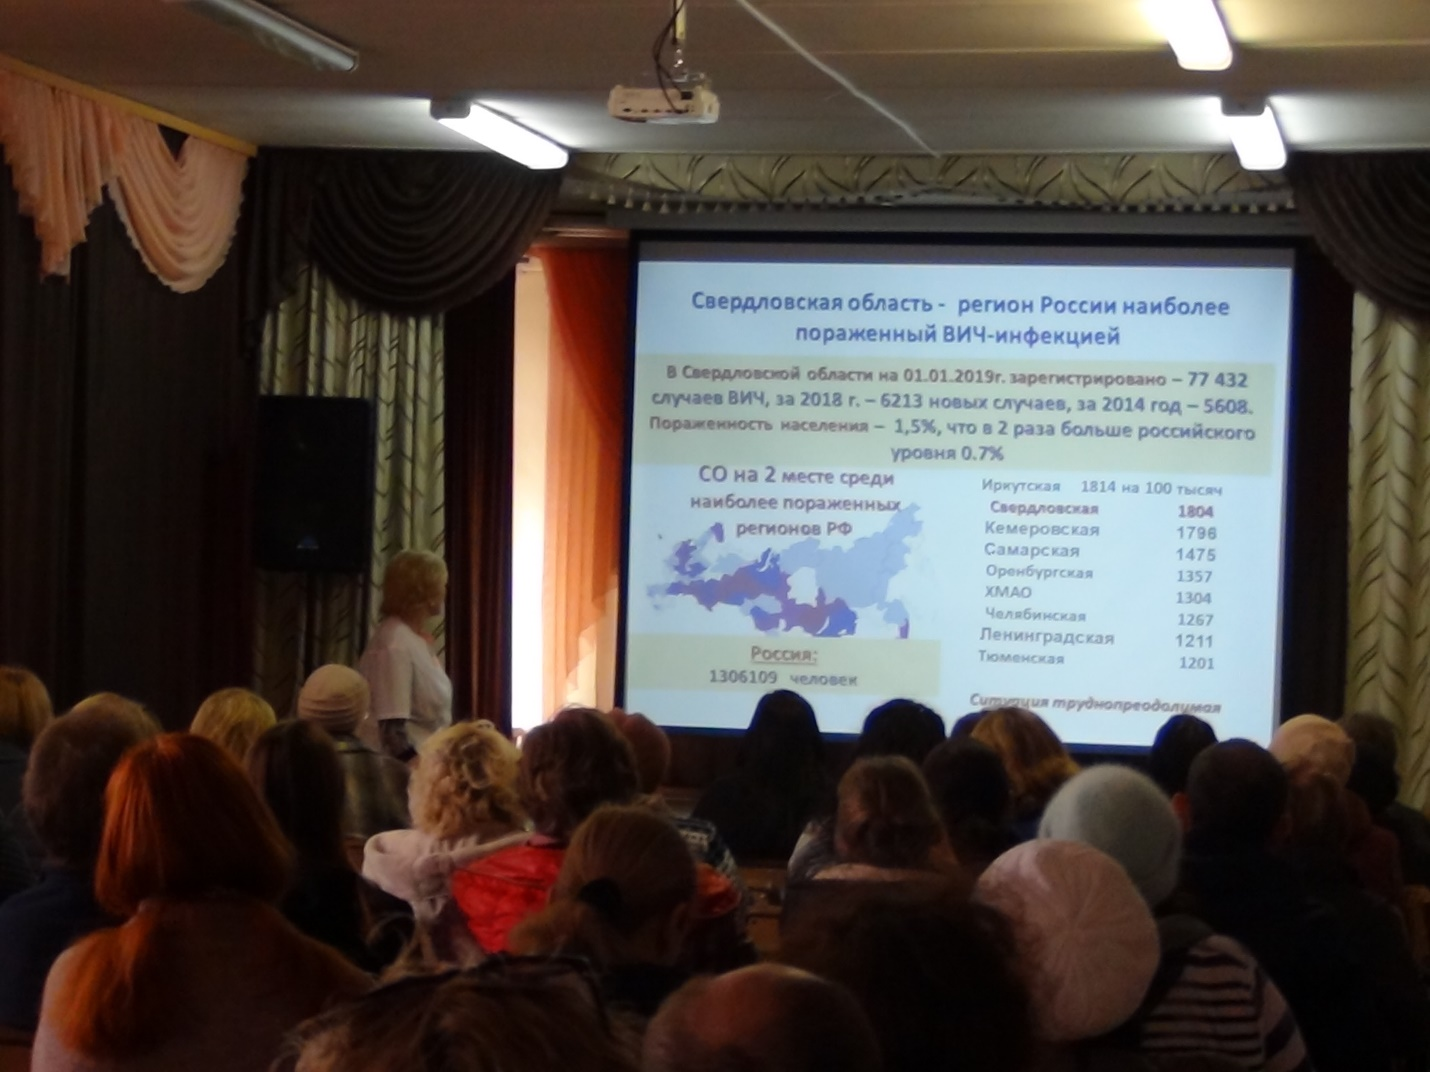 Свердловская область - регион России наиболее
пораженный ВИЧ-инфекцией
В Свердловской области на 01.01.2019г. зарегистрировано – 77 432
случаев ВИЧ, за 2018 г. – 6213 новых случаев, за 2014 год – 5608.
Пораженность населения – 1,5%, что в 2 раза больше российского
уровня 0.7%
СО на 2 месте среди
наиболее пораженных
регионов РФ
Россия:
1306109 человек
Иркутская 1814 на 100 тысяч
Свердловская 1804
Кемеровская 1798
Самарская 1475
Оренбургская 1357
ХМАО 1304
Челябинская 1267
Ленинградская 1211
Тюменская 1201
Ситуация труднопреодолимая